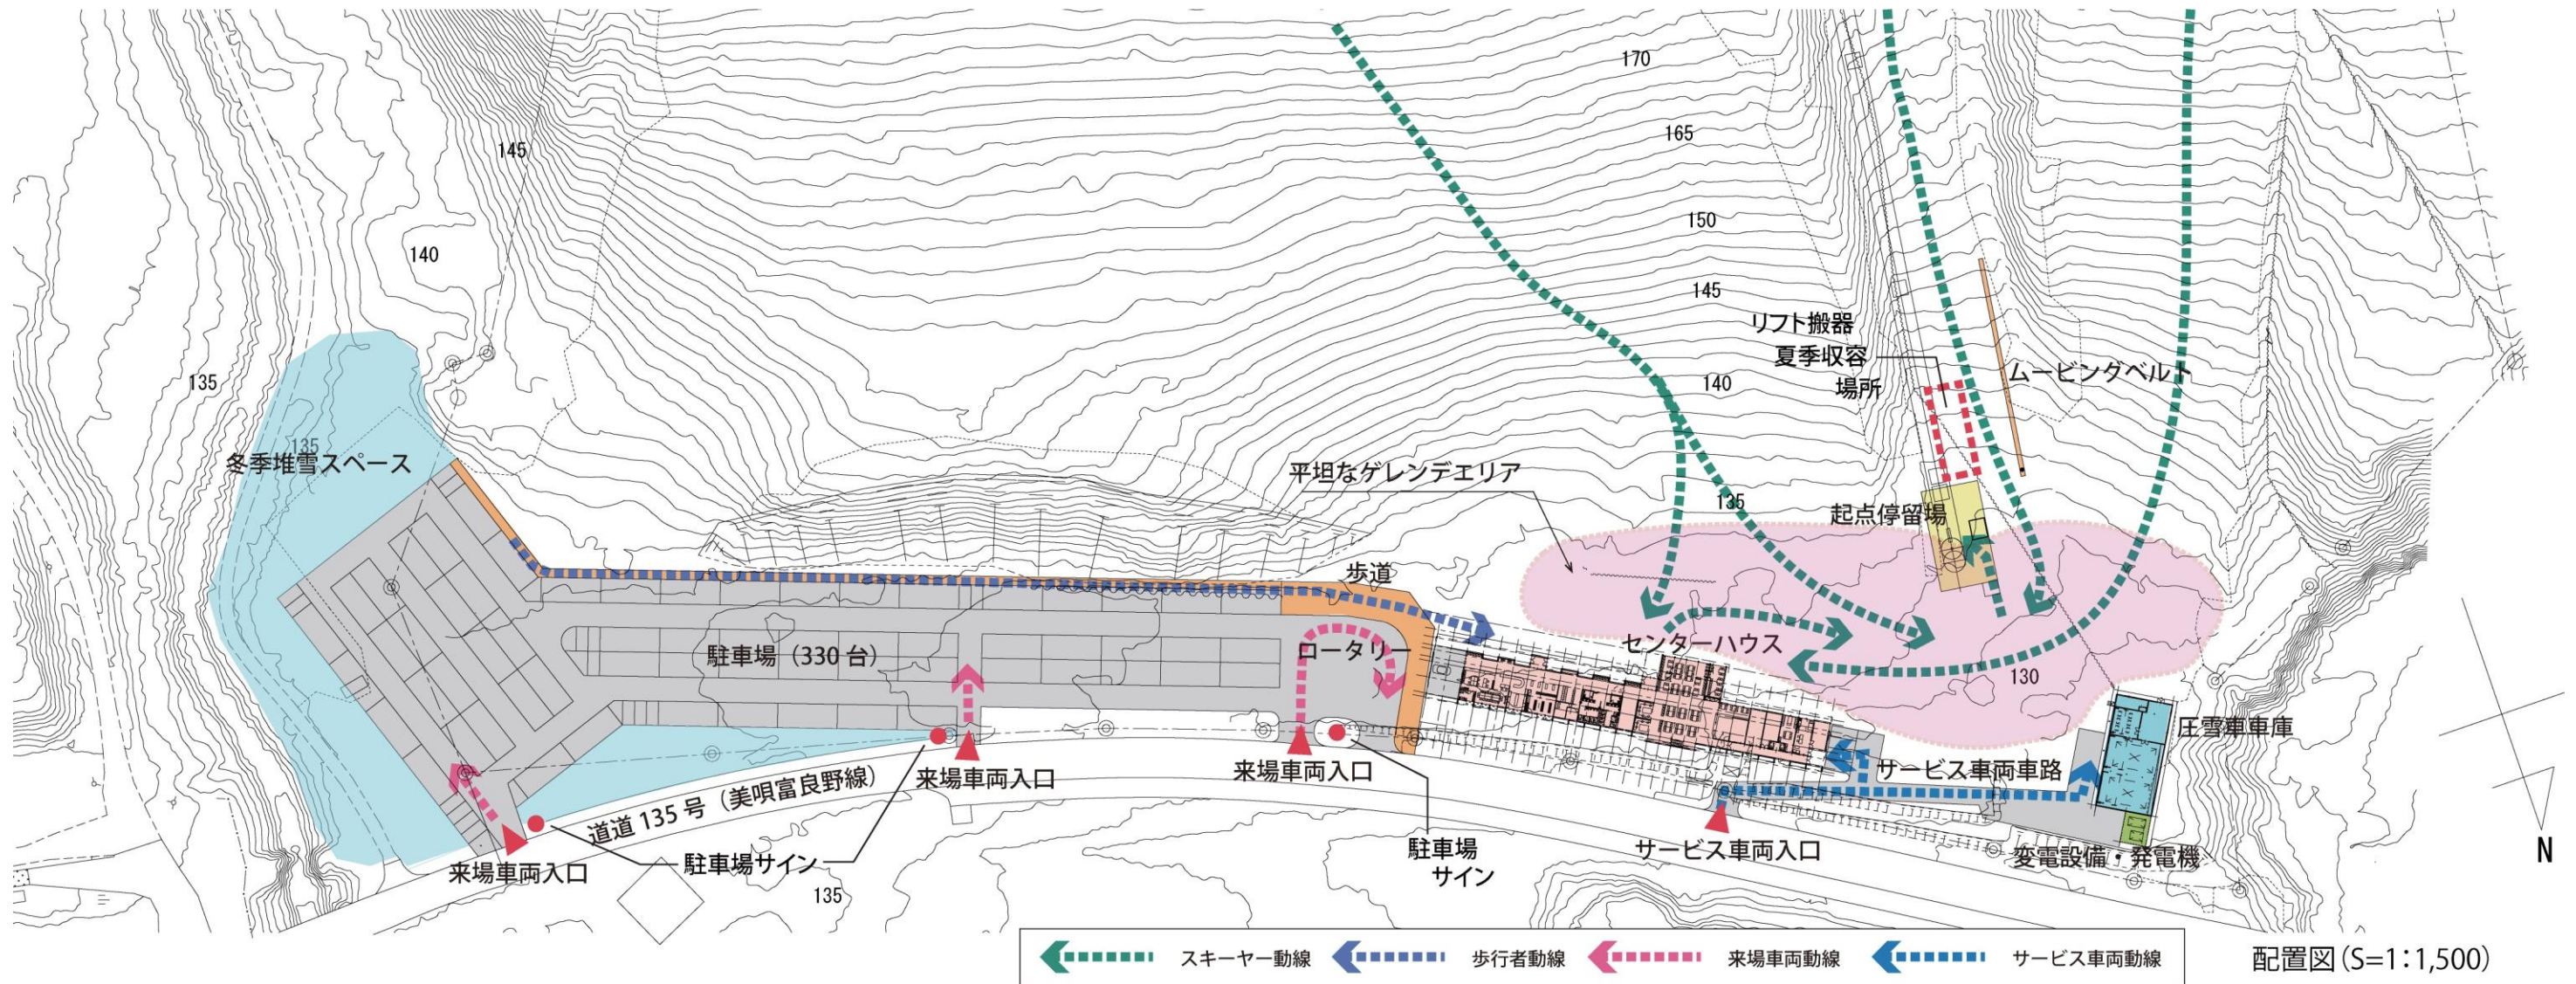 170
165
145
150
140
145
リフト搬器
夏季収容
場所
ムービングベルト
135
140
135
冬季堆雪スペース
平坦なゲレンデエリア
135
起点停留場
歩道
駐車場（330 台）
ロータリー
センターハウス
130
圧雪車車庫
来場車両入口
来場車両入口
サービス車両車路
道道 135 号（美唄富良野線）
来場車両入口
駐車場サイン
135
駐車場
サイン
サービス車両入口
変電設備・発電機
N
スキーヤー動線
歩行者動線
来場車両動線
サービス車両動線
配置図（S=1：1,500）